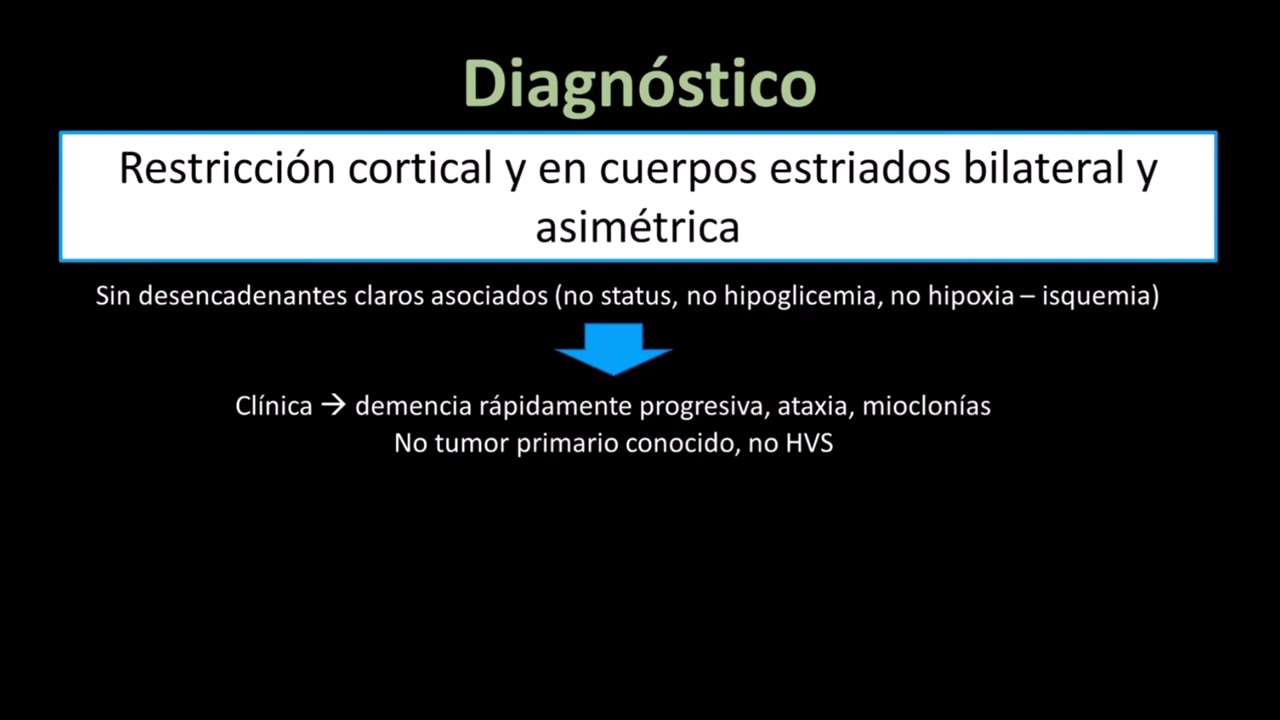 Diagnóstico
Restricción cortical y en cuerpos estriados bilateral y
asimétrica
Sin desencadenantes claros asociados (no status, no hipoglicemia, no hipoxia – isquemia)
Clínica → demencia rápidamente progresiva, ataxia, mioclonías
No tumor primario conocido, no HVS